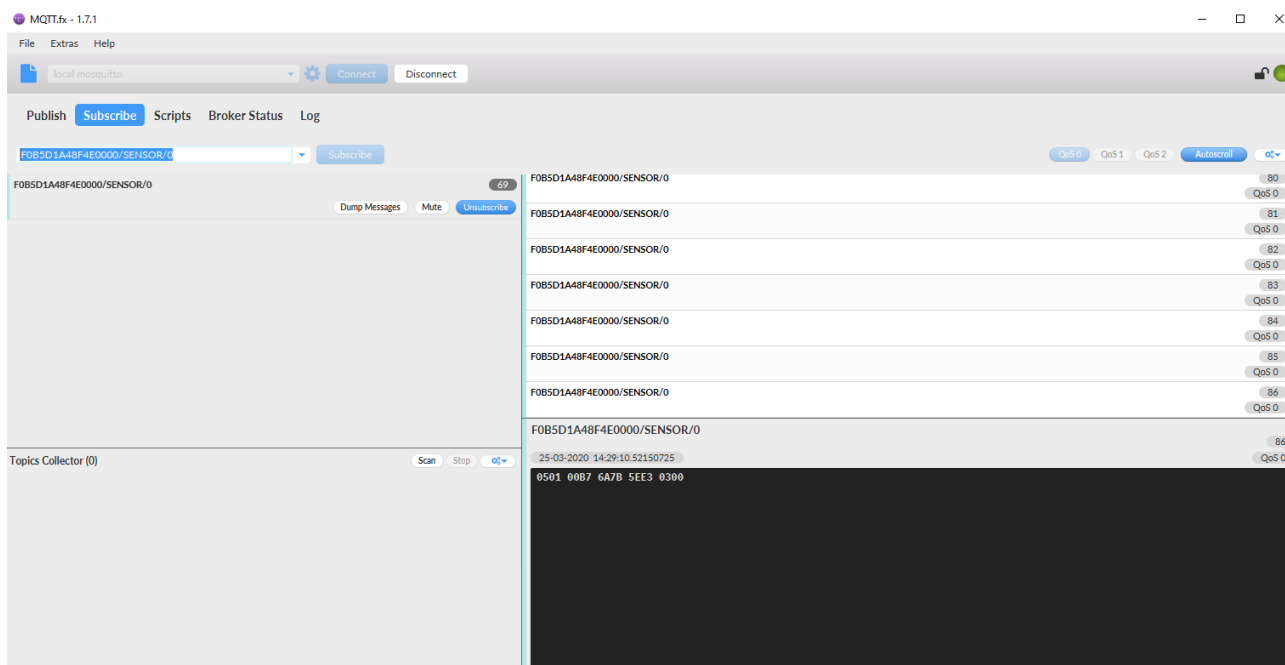 MQTT.fx - 1.7.1
File Extras Help
local mosquitto Connect Disconnect
Publish Subscribe Scripts Broker Status Log
F0B5D1A48F4E0000/SENSOR/0 Subscribe QoS 0 QoS 1 QoS 2 Autoscroll
F0B5D1A48F4E0000/SENSOR/0 69
Dump Messages Mute Unsubscribe
F0B5D1A48F4E0000/SENSOR/0 80
QoS 0
F0B5D1A48F4E0000/SENSOR/0 81
QoS 0
F0B5D1A48F4E0000/SENSOR/0 82
QoS 0
F0B5D1A48F4E0000/SENSOR/0 83
QoS 0
F0B5D1A48F4E0000/SENSOR/0 84
QoS 0
F0B5D1A48F4E0000/SENSOR/0 85
QoS 0
F0B5D1A48F4E0000/SENSOR/0 86
QoS 0
Topics Collector (0) Scan Stop
F0B5D1A48F4E0000/SENSOR/0
86
25-03-2020 14:29:10.52150725 QoS 0
0501 00B7 6A7B 5EE3 0300